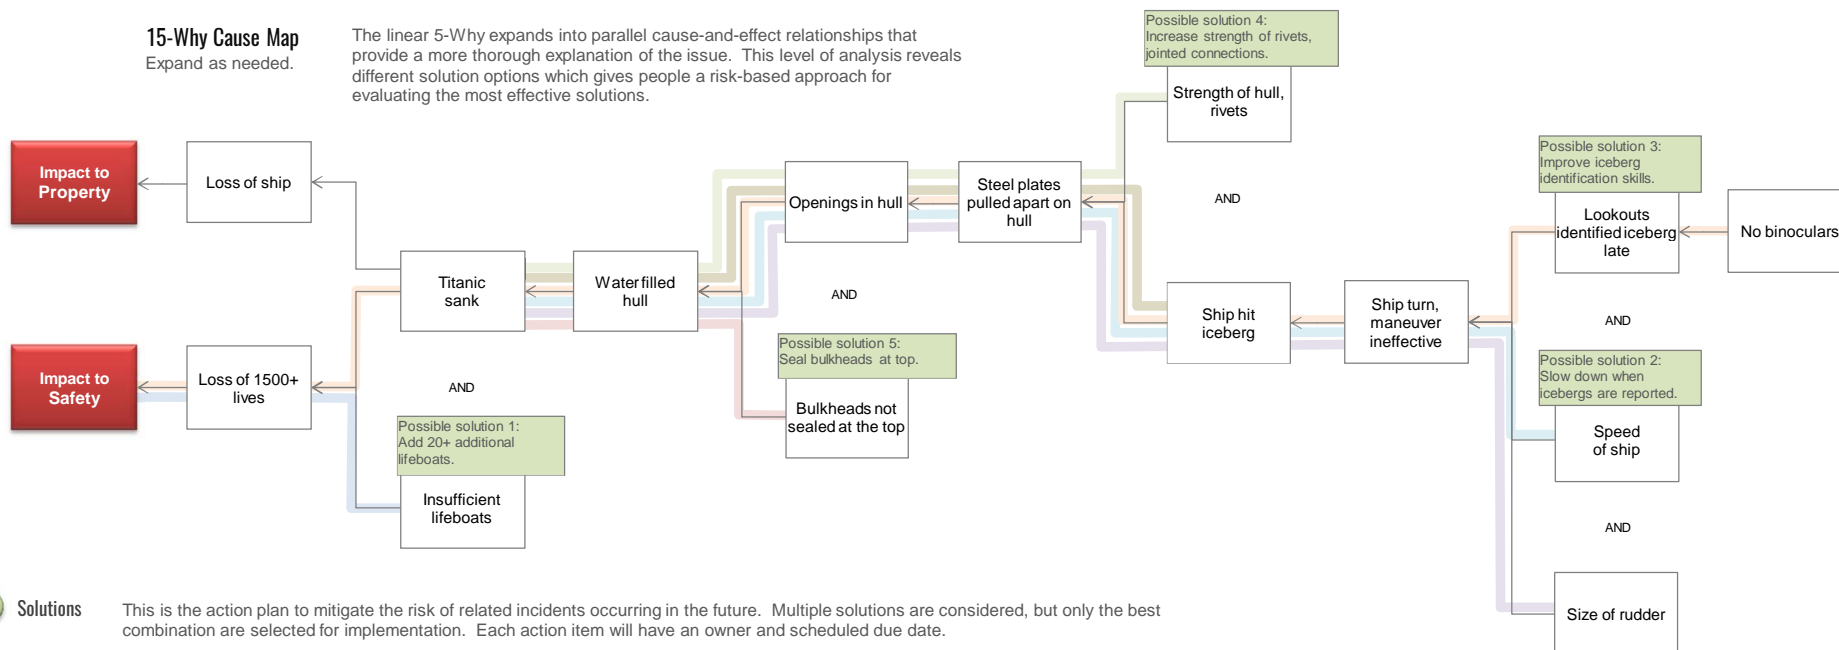 15-Why Cause Map
Expand as needed.
The linear 5-Why expands into parallel cause-and-effect relationships that
provide a more thorough explanation of the issue. This level of analysis reveals
different solution options which gives people a risk-based approach for
evaluating the most effective solutions.
Possible solution 4:
Increase strength of rivets,
jointed connections.
Strength of hull,
rivets
Impact to
Property
Loss of ship
Openings in hull
Steel plates
pulled apart on
hull
AND
Possible solution 3:
Improve iceberg
identification skills.
Lookouts
identified iceberg
late
No binoculars
Titanic
sank
Water filled
hull
AND
Ship hit
iceberg
Ship turn,
maneuver
ineffective
AND
Impact to
Safety
Loss of 1500+
lives
AND
Possible solution 5:
Seal bulkheads at top.
Bulkheads not
sealed at the top
Possible solution 2:
Slow down when
icebergs are reported.
Speed
of ship
Possible solution 1:
Add 20+ additional
lifeboats.
Insufficient
lifeboats
AND
Size of rudder
Solutions
This is the action plan to mitigate the risk of related incidents occurring in the future. Multiple solutions are considered, but only the best
combination are selected for implementation. Each action item will have an owner and scheduled due date.